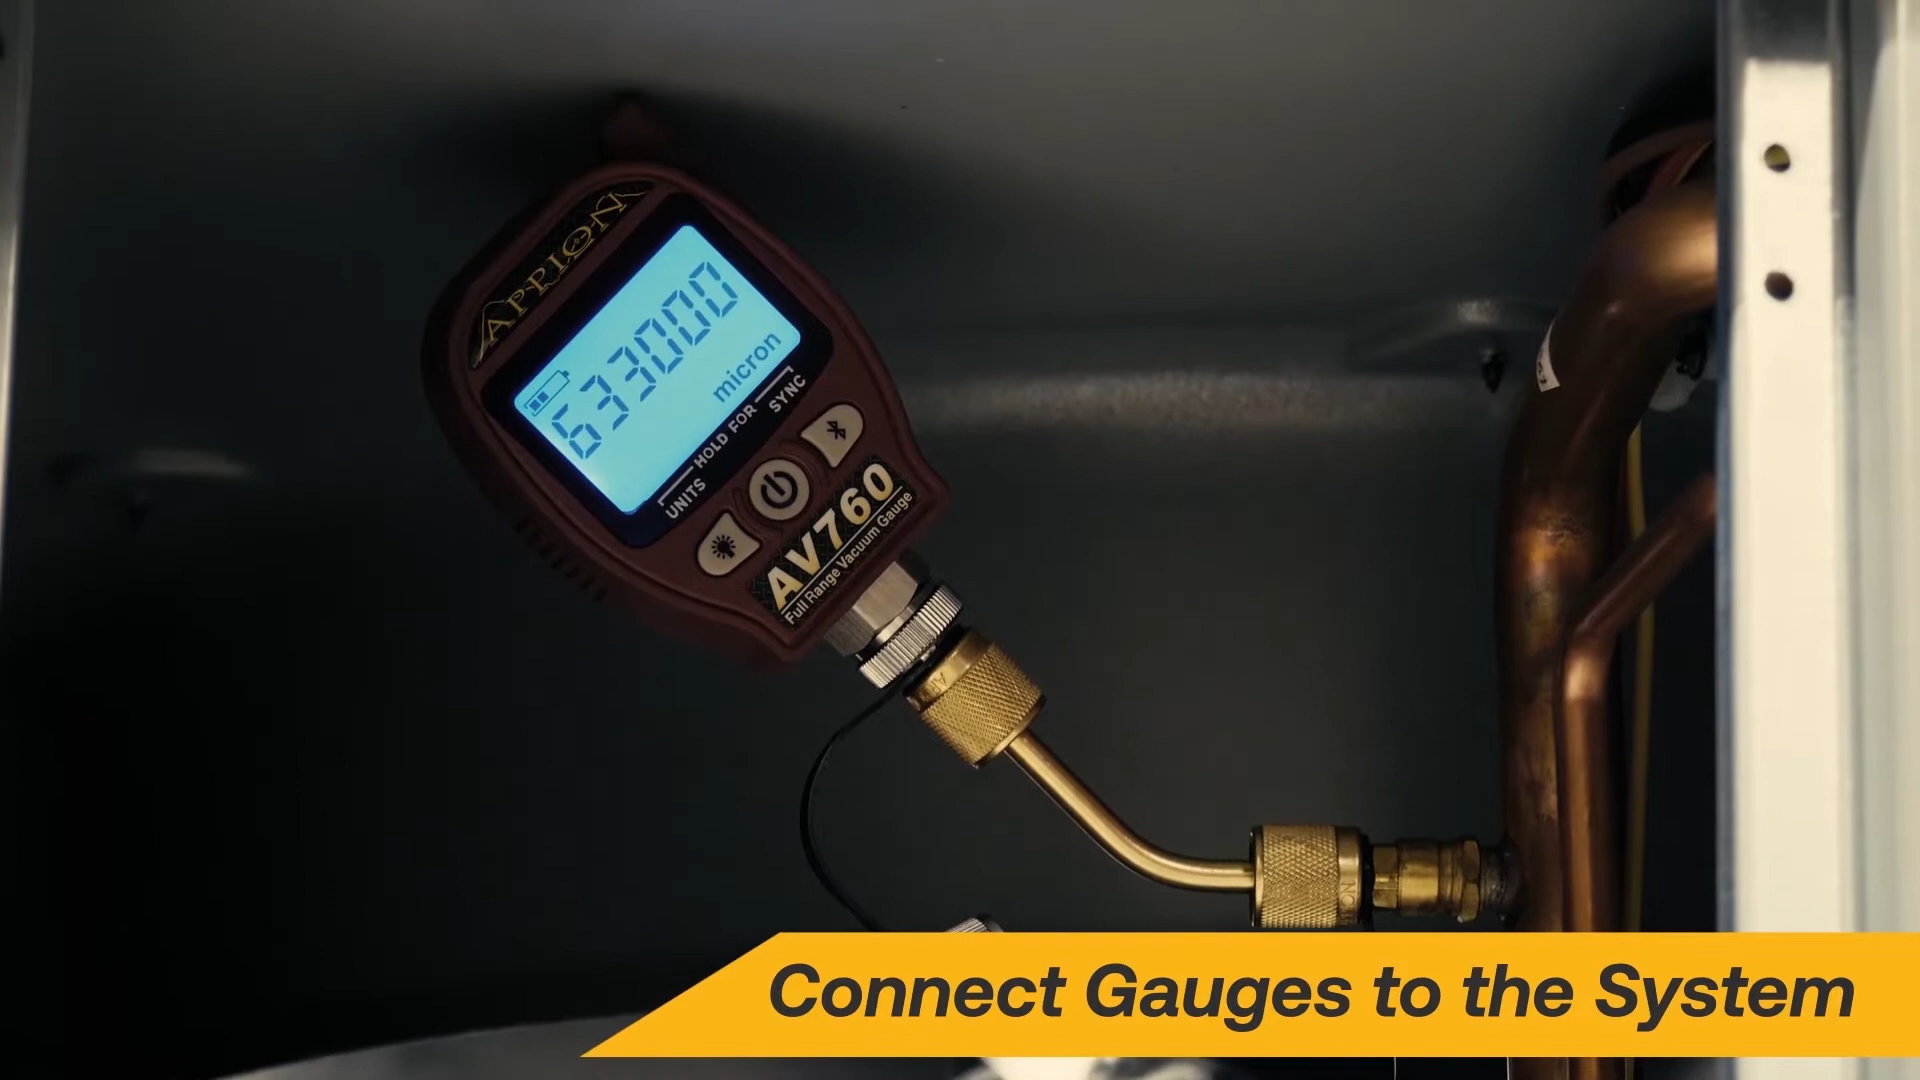 APPION
633000
micron
UNITS HOLD FOR SYNC
AV760
Full Range Vacuum Gauge
Connect Gauges to the System